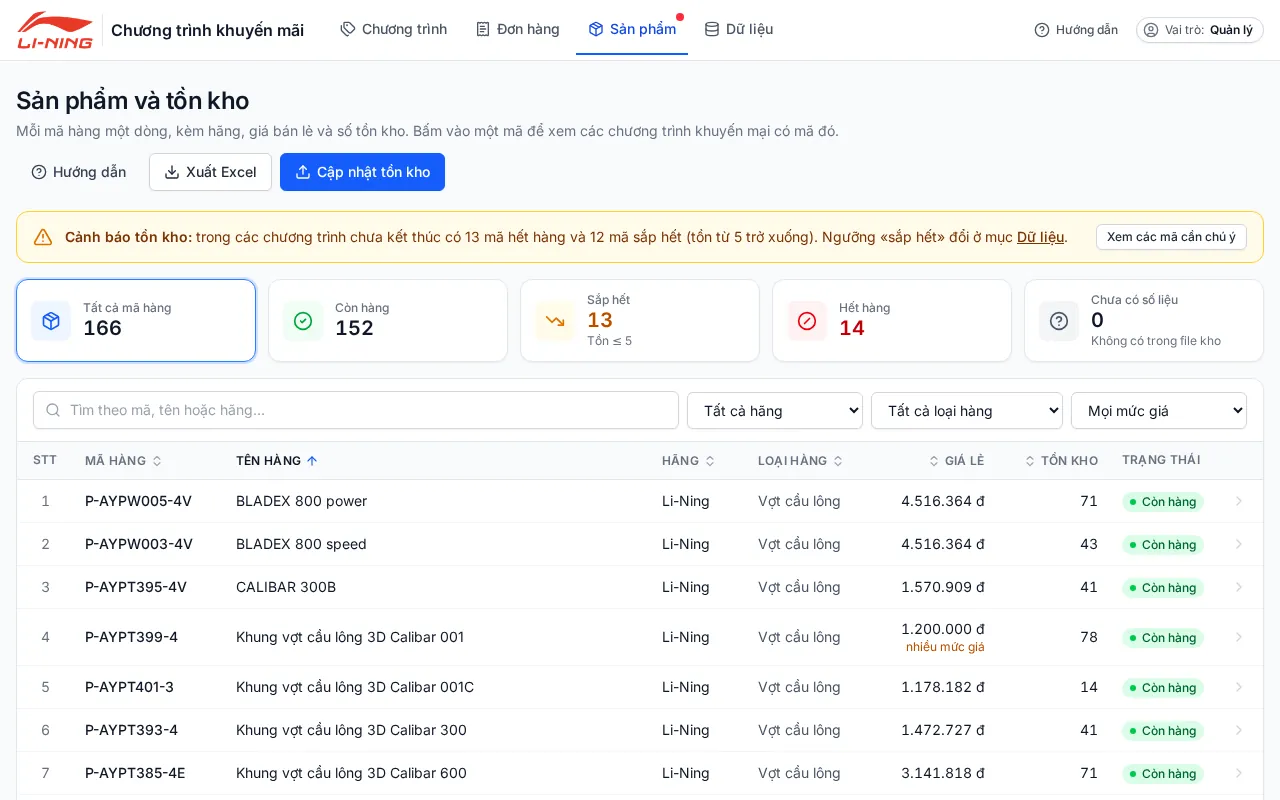 LI-NING
Chương trình khuyến mãi
Chương trình
Đơn hàng
Sản phẩm
Dữ liệu
Hướng dẫn
Vai trò: Quản lý
Sản phẩm và tồn kho
Mỗi mã hàng một dòng, kèm hãng, giá bán lẻ và số tồn kho. Bấm vào một mã để xem các chương trình khuyến mại có mã đó.
Hướng dẫn
Xuất Excel
Cập nhật tồn kho
Cảnh báo tồn kho: trong các chương trình chưa kết thúc có 13 mã hết hàng và 12 mã sắp hết (tồn từ 5 trở xuống). Ngưỡng «sắp hết» đổi ở mục Dữ liệu.
Xem các mã cần chú ý
Tất cả mã hàng
166
Còn hàng
152
Sắp hết
13
Tồn ≤ 5
Hết hàng
14
Chưa có số liệu
0
Không có trong file kho
Tìm theo mã, tên hoặc hãng...
Tất cả hãng
Tất cả loại hàng
Mọi mức giá
STT MÃ HÀNG TÊN HÀNG HÃNG LOẠI HÀNG GIÁ LẺ TỒN KHO TRẠNG THÁI
1 P-AYPW005-4V BLADEX 800 power Li-Ning Vợt cầu lông 4.516.364 đ 71 Còn hàng
2 P-AYPW003-4V BLADEX 800 speed Li-Ning Vợt cầu lông 4.516.364 đ 43 Còn hàng
3 P-AYPT395-4V CALIBAR 300B Li-Ning Vợt cầu lông 1.570.909 đ 41 Còn hàng
4 P-AYPT399-4 Khung vợt cầu lông 3D Calibar 001 Li-Ning Vợt cầu lông 1.200.000 đ 78 Còn hàng
nhiều mức giá
5 P-AYPT401-3 Khung vợt cầu lông 3D Calibar 001C Li-Ning Vợt cầu lông 1.178.182 đ 14 Còn hàng
6 P-AYPT393-4 Khung vợt cầu lông 3D Calibar 300 Li-Ning Vợt cầu lông 1.472.727 đ 41 Còn hàng
7 P-AYPT385-4E Khung vợt cầu lông 3D Calibar 600 Li-Ning Vợt cầu lông 3.141.818 đ 71 Còn hàng